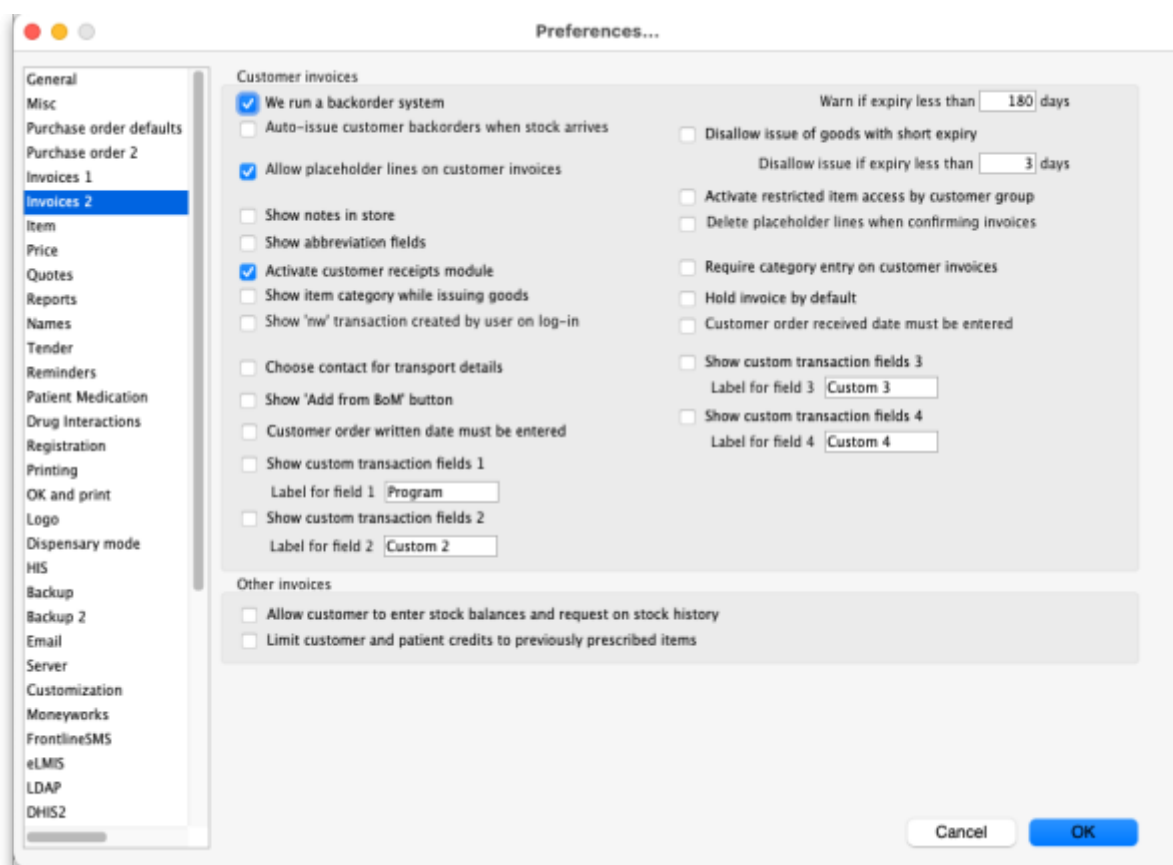 Preferences...
General
Misc
Purchase order defaults
Purchase order 2
Invoices 1
Invoices 2
Item
Price
Quotes
Reports
Names
Tender
Reminders
Patient Medication
Drug Interactions
Registration
Printing
OK and print
Logo
Dispensary mode
HIS
Backup
Backup 2
Email
Server
Customization
Moneyworks
FrontlineSMS
eLMIS
LDAP
DHIS2
Customer invoices
We run a backorder system
Auto-issue customer backorders when stock arrives
Allow placeholder lines on customer invoices
Show notes in store
Show abbreviation fields
Activate customer receipts module
Show item category while issuing goods
Show 'nw' transaction created by user on log-in
Choose contact for transport details
Show 'Add from BoM' button
Customer order written date must be entered
Show custom transaction fields 1
Label for field 1 Program
Show custom transaction fields 2
Label for field 2 Custom 2
Warn if expiry less than 180 days
Disallow issue of goods with short expiry
Disallow issue if expiry less than 3 days
Activate restricted item access by customer group
Delete placeholder lines when confirming invoices
Require category entry on customer invoices
Hold invoice by default
Customer order received date must be entered
Show custom transaction fields 3
Label for field 3 Custom 3
Show custom transaction fields 4
Label for field 4 Custom 4
Other invoices
Allow customer to enter stock balances and request on stock history
Limit customer and patient credits to previously prescribed items
Cancel
OK